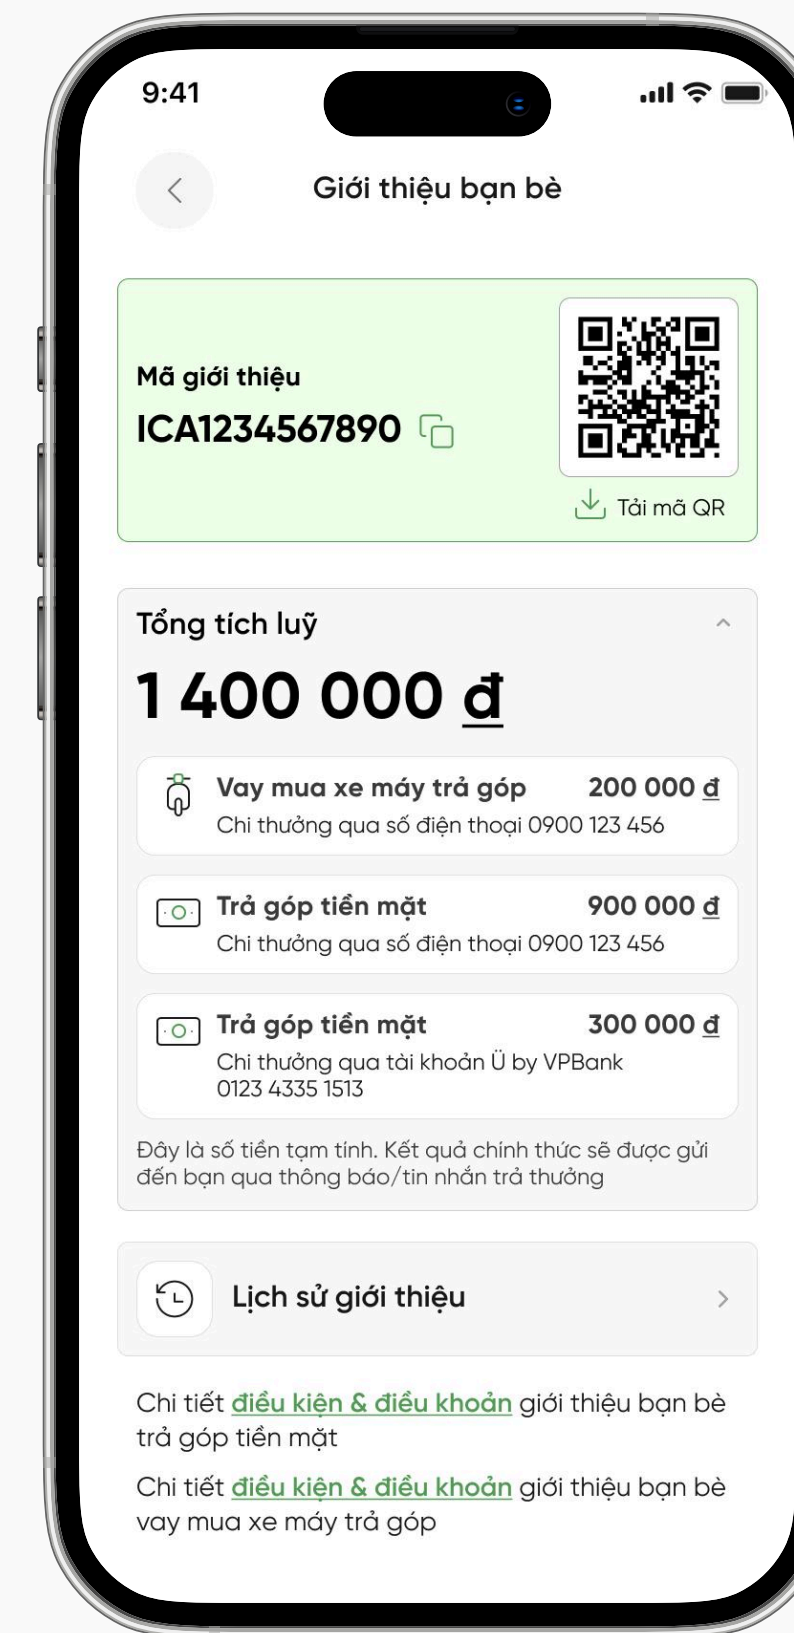 9:41
Giới thiệu bạn bè
Mã giới thiệu
ICA1234567890
Tải mã QR
Tổng tích luỹ
1 400 000 đ
Vay mua xe máy trả góp 200 000 đ
Chi thưởng qua số điện thoại 0900 123 456
Trả góp tiền mặt 900 000 đ
Chi thưởng qua số điện thoại 0900 123 456
Trả góp tiền mặt 300 000 đ
Chi thưởng qua tài khoản Ü by VPBank
0123 4335 1513
Đây là số tiền tạm tính. Kết quả chính thức sẽ được gửi
đến bạn qua thông báo/tin nhắn trả thưởng
Lịch sử giới thiệu
Chi tiết điều kiện & điều khoản giới thiệu bạn bè
trả góp tiền mặt
Chi tiết điều kiện & điều khoản giới thiệu bạn bè
vay mua xe máy trả góp